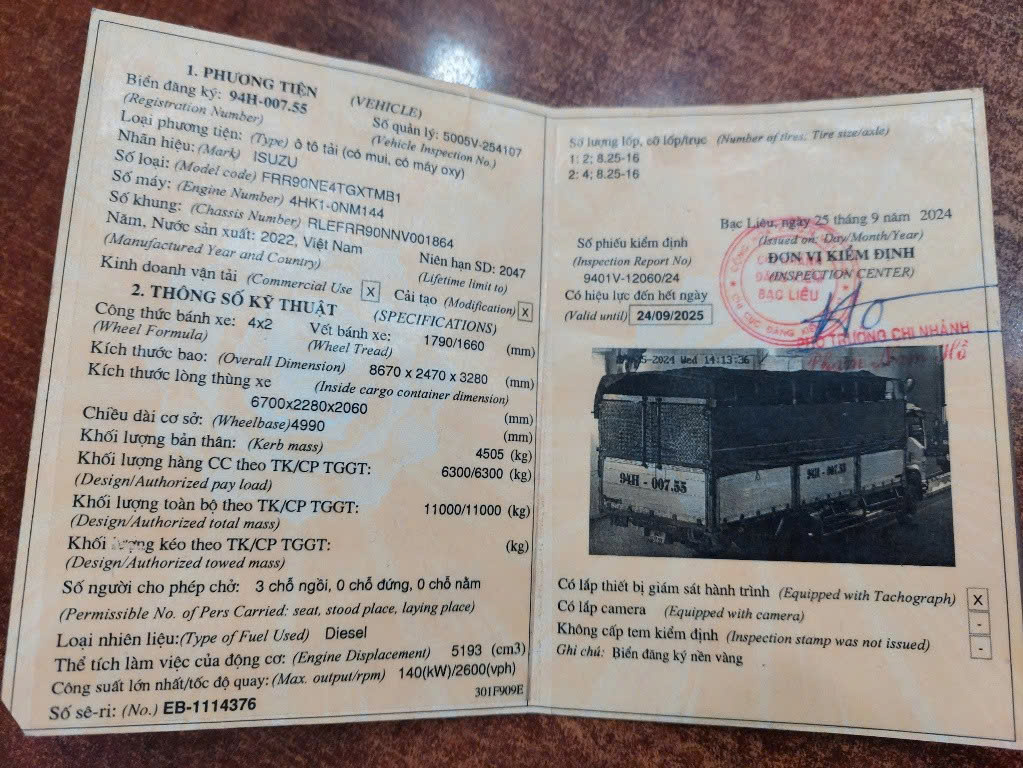 1. PHƯƠNG TIỆN (VEHICLE)
Biển đăng ký: 94H-007.55 Số quản lý: 5005V-254107
(Registration Number) (Vehicle Inspection No.)
Loại phương tiện: (Type) ô tô tải (có mui, có máy oxy)
Nhãn hiệu: (Mark) ISUZU
Số loại: (Model code) FRR90NE4TGXTMB1
Số máy: (Engine Number) 4HK1-0NM144
Số khung: (Chassis Number) RLEFRR90NNV001864
Năm, Nước sản xuất: 2022, Việt Nam Niên hạn SD: 2047
(Manufactured Year and Country) (Lifetime limit to)
Kinh doanh vận tải (Commercial Use X Cải tạo (Modification) X
2. THÔNG SỐ KỸ THUẬT (SPECIFICATIONS)
Công thức bánh xe: 4x2 Vết bánh xe: 1790/1660 (mm)
(Wheel Formula) (Wheel Tread)
Kích thước bao: (Overall Dimension) 8670 x 2470 x 3280 (mm)
Kích thước lòng thùng xe (Inside cargo container dimension)
6700x2280x2060 (mm)
Chiều dài cơ sở: (Wheelbase)4990 (mm)
Khối lượng bản thân: (Kerb mass) 4505 (kg)
Khối lượng hàng CC theo TK/CP TGGT: 6300/6300 (kg)
(Design/Authorized pay load)
Khối lượng toàn bộ theo TK/CP TGGT: 11000/11000 (kg)
(Design/Authorized total mass)
Khối lượng kéo theo TK/CP TGGT: (kg)
(Design/Authorized towed mass)
Số người cho phép chở: 3 chỗ ngồi, 0 chỗ đứng, 0 chỗ nằm
(Permissible No. of Pers Carried: seat, stood place, laying place)
Loại nhiên liệu:(Type of Fuel Used) Diesel
Thể tích làm việc của động cơ: (Engine Displacement) 5193 (cm3)
Công suất lớn nhất/tốc độ quay:(Max. output/rpm) 140(kW)/2600(vph)
301F909E
Số sê-ri: (No.) EB-1114376
Số lượng lốp, cỡ lốp/trục (Number of tires, Tire size/axle)
1: 2; 8.25-16
2: 4; 8.25-16
Bạc Liêu, ngày 25 tháng 9 năm 2024
(Issued on: Day/Month/Year)
Số phiếu kiểm định ĐƠN VỊ KIỂM ĐỊNH
(Inspection Report No) (INSPECTION CENTER)
9401V-12060/24
Có hiệu lực đến hết ngày
(Valid until) 24/09/2025
BẠC LIÊU
PHÓ TRƯỞNG CHI NHÁNH
5-2024 Wed 14:13:36
94H - 007.55
94H - 007.55
Có lắp thiết bị giám sát hành trình (Equipped with Tachograph) X
Có lắp camera (Equipped with camera) -
Không cấp tem kiểm định (Inspection stamp was not issued) -
Ghi chú: Biển đăng ký nền vàng